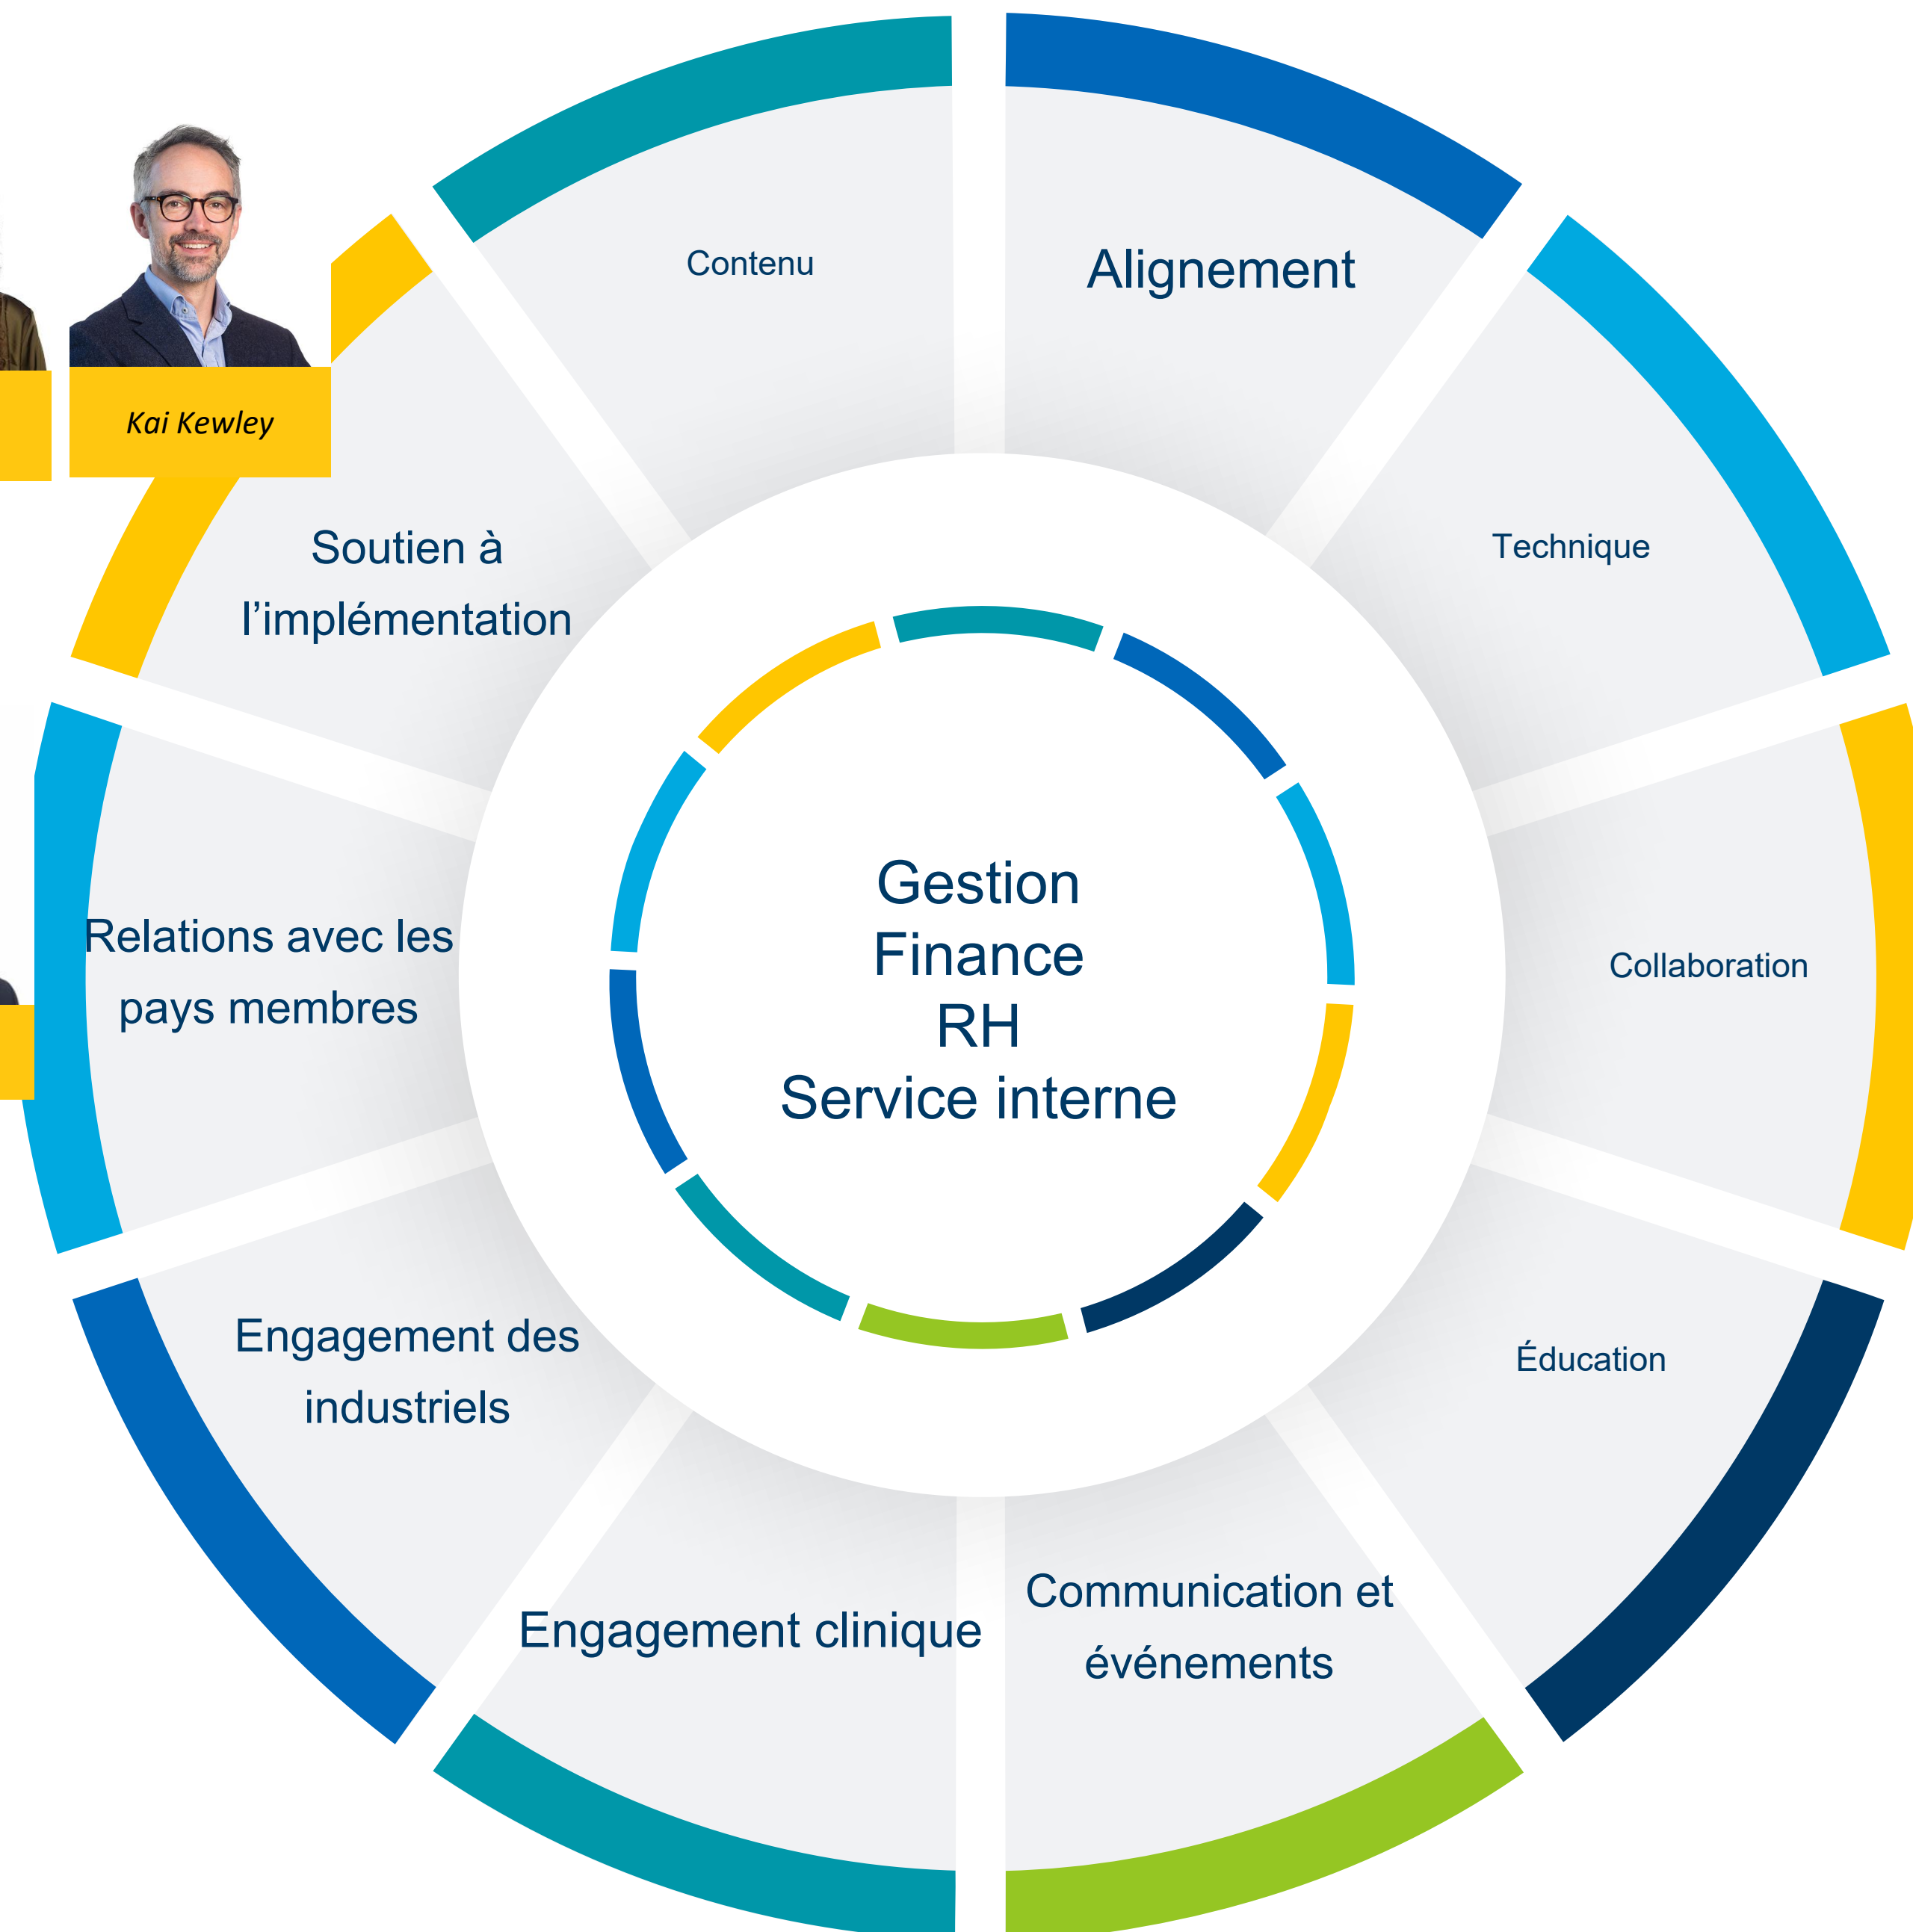 Contenu
Alignement
Kai Kewley
Soutien à
l’implémentation
Technique
Relations avec les
pays membres
Gestion
Finance
RH
Service interne
Collaboration
Engagement des
industriels
Éducation
Engagement clinique
Communication et
événements